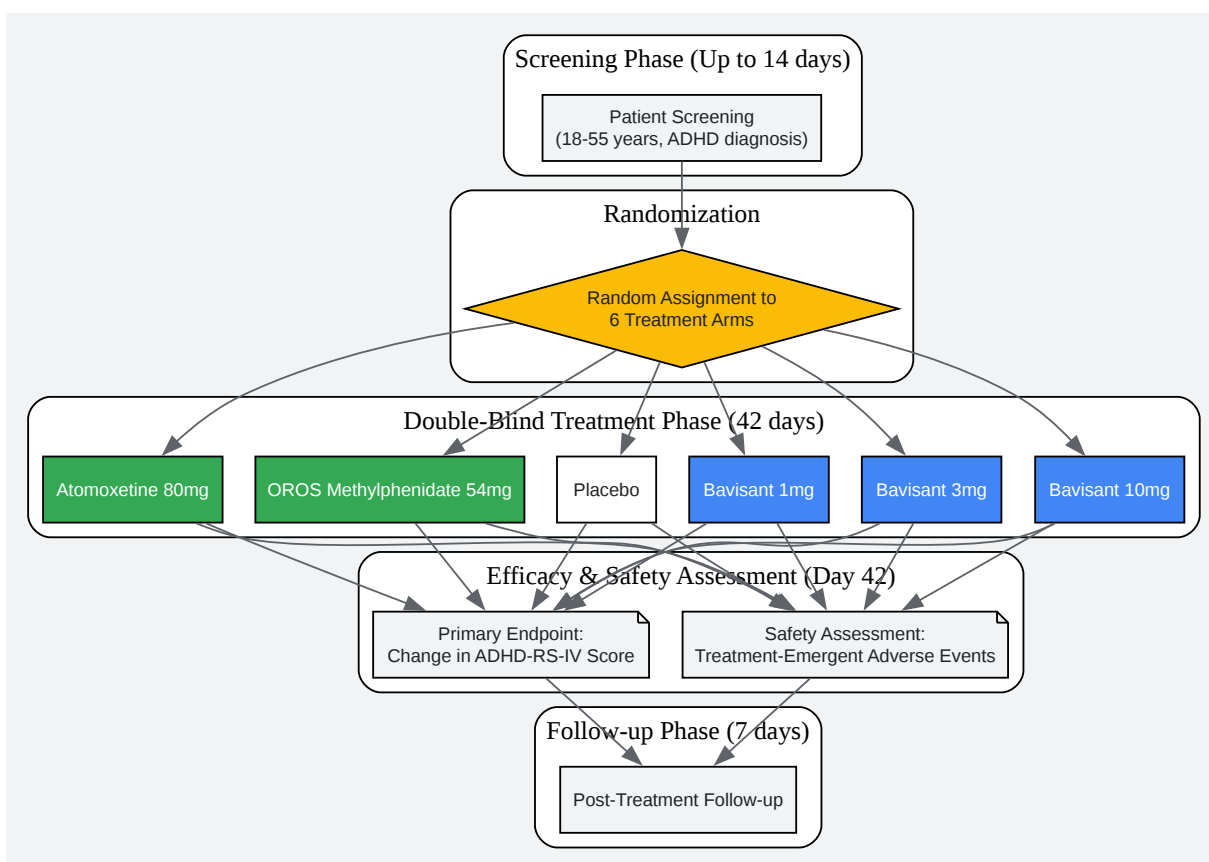 Screening Phase (Up to 14 days)
Patient Screening
(18-55 years, ADHD diagnosis)
Randomization
Random Assignment to
6 Treatment Arms
Double-Blind Treatment Phase (42 days)
Atomoxetine 80mg
OROS Methylphenidate 54mg
Placebo
Bavisant 1mg
Bavisant 3mg
Bavisant 10mg
Efficacy & Safety Assessment (Day 42)
Primary Endpoint:
Change in ADHD-RS-IV Score
Safety Assessment:
Treatment-Emergent Adverse Events
Follow-up Phase (7 days)
Post-Treatment Follow-up